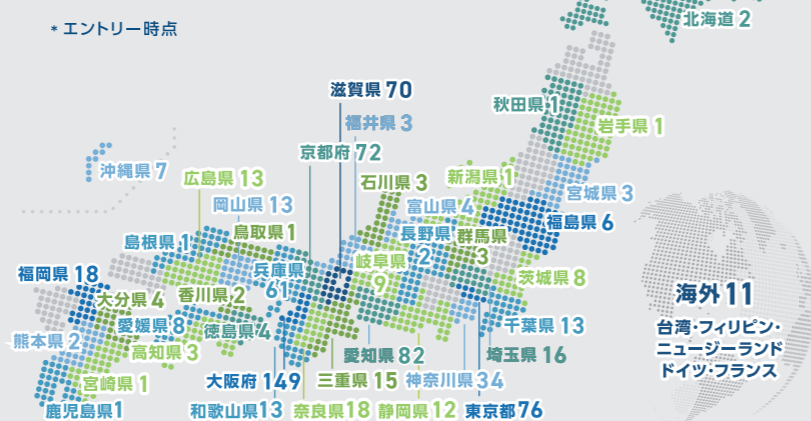 *エントリー時点
北海道 2
滋賀県 70
秋田県 1
福井県 3
岩手県 1
京都府 72
沖縄県 7
広島県 13
石川県 3
新潟県 1
宮城県 3
岡山県 13
富山県 4
福島県 6
鳥取県 1
長野県 2
群馬県 3
島根県 1
兵庫県 61
岐阜県 9
福岡県 18
茨城県 8
大分県 4
香川県 2
海外 11
愛媛県 8
徳島県 4
千葉県 13
台湾・フィリピン・
ニュージーランド
ドイツ・フランス
熊本県 2
高知県 3
愛知県 82
埼玉県 16
宮崎県 1
大阪府 149
三重県 15
神奈川県 34
鹿児島県 1
和歌山県 13
奈良県 18
静岡県 12
東京都 76